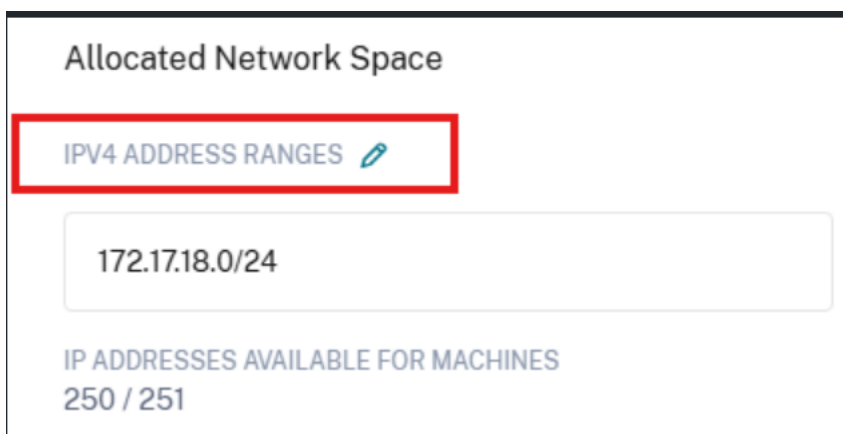 Allocated Network Space
IPV4 ADDRESS RANGES
172.17.18.0/24
IP ADDRESSES AVAILABLE FOR MACHINES
250 / 251